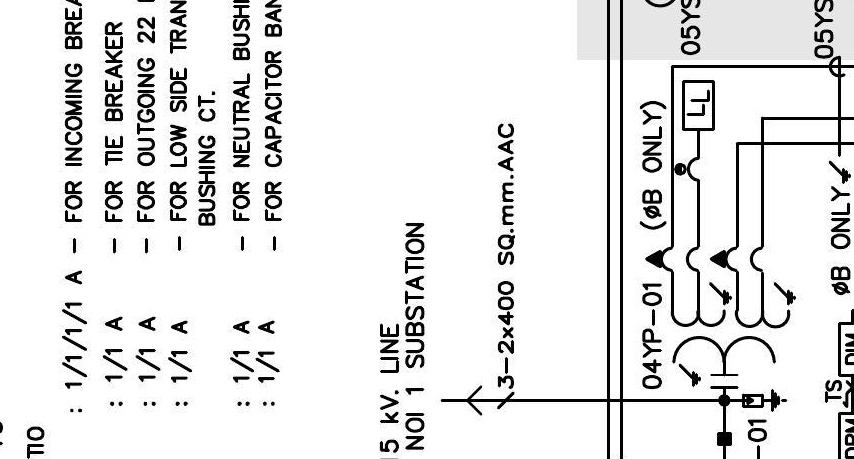 : 1/1/1/1 A – FOR INCOMING BREA
: 1/1 A – FOR TIE BREAKER
: 1/1 A – FOR OUTGOING 22
: 1/1 A – FOR LOW SIDE TRAN
BUSHING CT.
: 1/1 A – FOR NEUTRAL BUSHI
: 1/1 A – FOR CAPACITOR BAN
TIO
5 kV. LINE
NOI 1 SUBSTATION
3-2x400 SQ.mm.AAC
04YP-01 (øB ONLY)
LL
05YS
05YS
-01
øB ONLY
TS
DIM
DPM